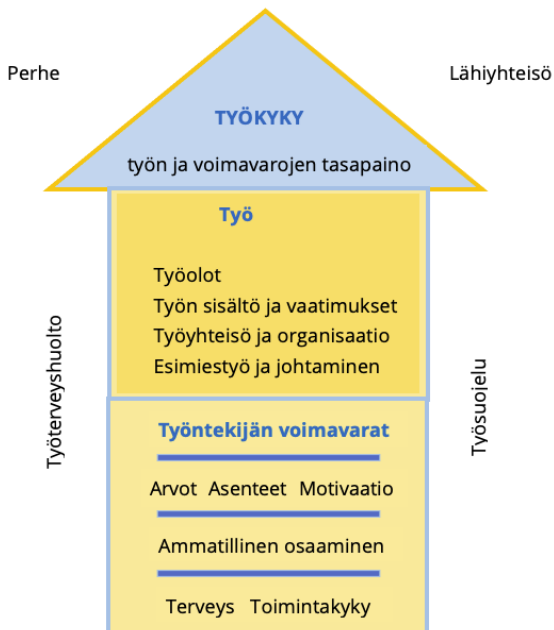 Perhe
Lähiyhteisö
TYÖKYKY
työn ja voimavarojen tasapaino
Työ
Työolot
Työn sisältö ja vaatimukset
Työyhteisö ja organisaatio
Esimiestyö ja johtaminen
Työterveyshuolto
Työsuojelu
Työntekijän voimavarat
Arvot Asenteet Motivaatio
Ammatillinen osaaminen
Terveys Toimintakyky